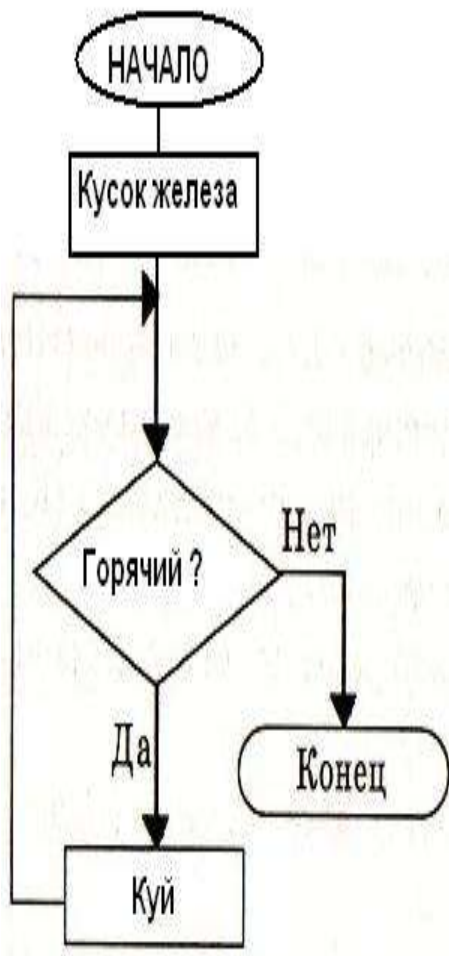 НАЧАЛО
Кусок железа
Горячий ?
Нет
Да
Конец
Куй